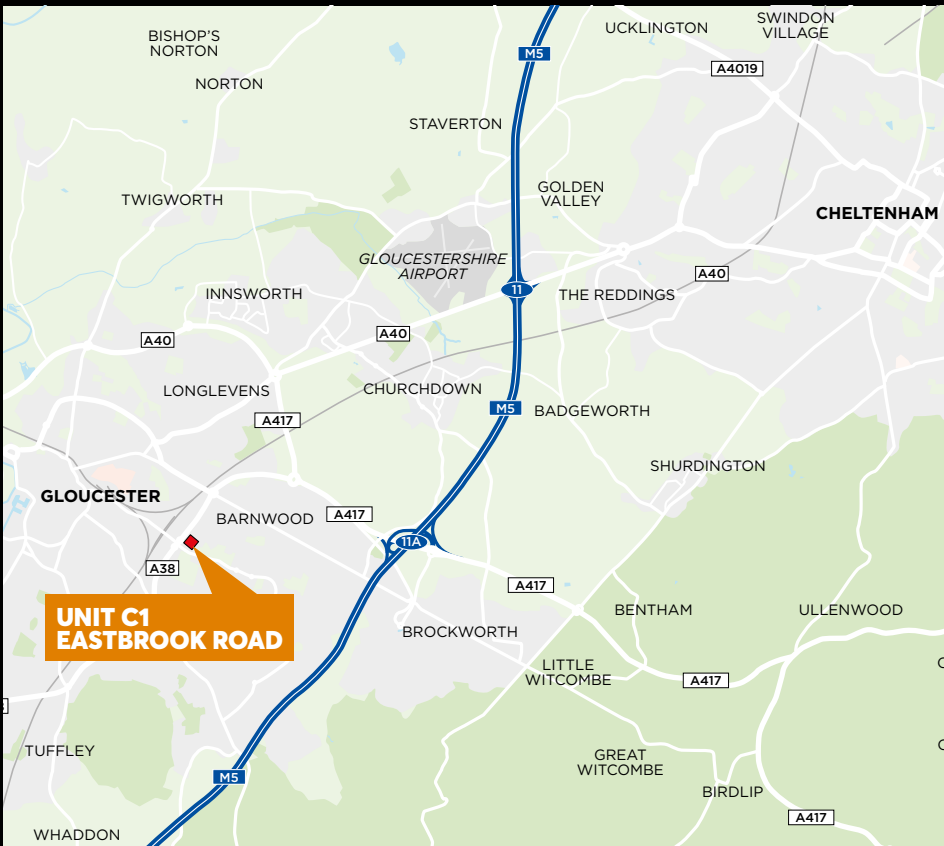 BISHOP'S
NORTON
NORTON
UCKLINGTON
SWINDON
VILLAGE
M5
A4019
STAVERTON
TWIGWORTH
GOLDEN
VALLEY
CHELTENHAM
GLOUCESTERSHIRE
AIRPORT
A40
INNSWORTH
11
THE REDDINGS
A40
A40
LONGLEVENS
CHURCHDOWN
M5
BADGEWORTH
A417
SHURDINGTON
GLOUCESTER
BARNWOOD
A417
11A
A38
A417
UNIT C1
EASTBROOK ROAD
BENTHAM
ULLENWOOD
BROCKWORTH
LITTLE
WITCOMBE
A417
TUFFLEY
GREAT
WITCOMBE
M5
BIRDLIP
A417
WHADDON